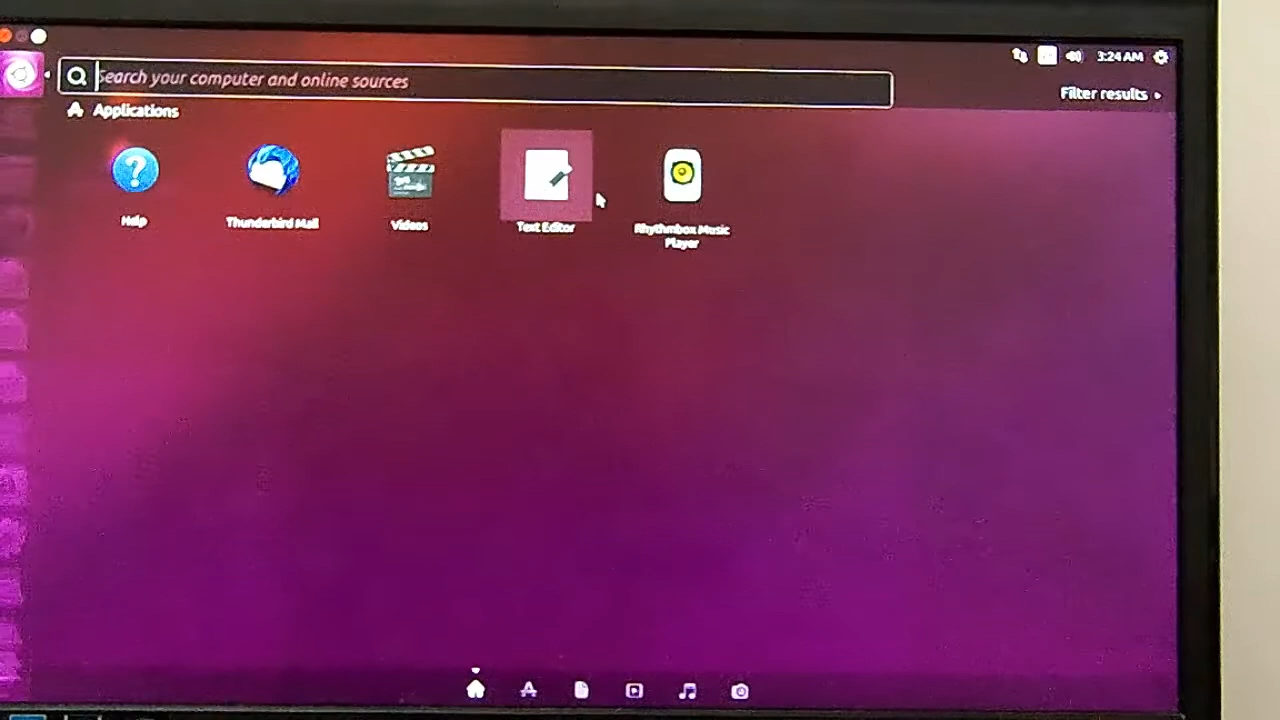 3:24 AM
Search your computer and online sources
Filter results
Applications
Help
Thunderbird Mail
Videos
Text Editor
Rhythmbox Music
Player